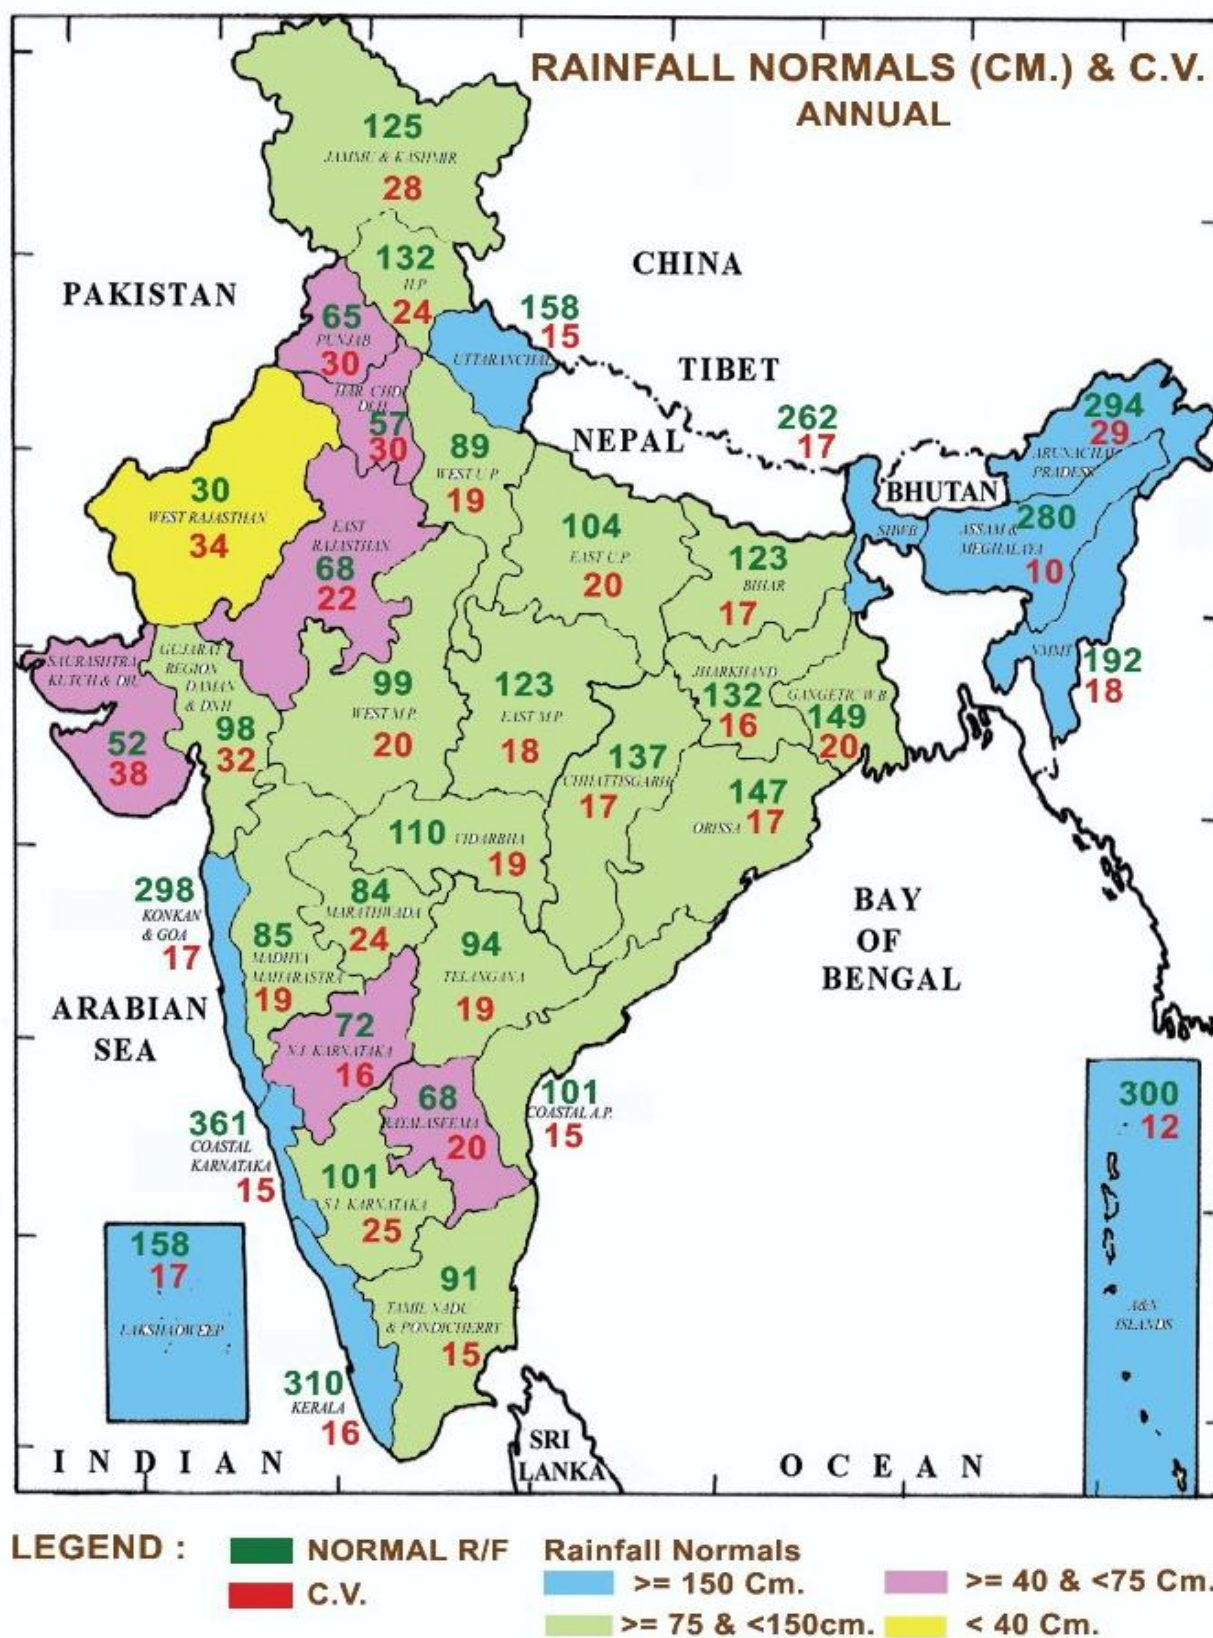 RAINFALL NORMALS (CM.) & C.V.
ANNUAL
125
JAMMU & KASHMIR
28
132
H.P
24
CHINA
PAKISTAN
65
PUNJAB
30
158
15
UTTARANCHAL
TIBET
HAR. CHD
DLH
57
30
262
17
NEPAL
294
29
ARUNACHAL
PRADESH
89
WEST U.P
19
BHUTAN
30
WEST RAJASTHAN
34
EAST
RAJASTHAN
68
22
104
EAST U.P.
20
SHWB
280
ASSAM &
MEGHALAYA
10
123
BIHAR
17
SAURASHTRA
KUTCH & DIU
52
38
GUJARAT
REGION
DAMAN
& DNH
98
32
99
WEST M.P.
20
123
EAST M.P
18
JHARKHAND
132
16
GANGETIC W.B
149
20
NMMT
192
18
137
CHHATTISGARH
17
147
ORISSA
17
110
VIDARBHA
19
298
KONKAN
& GOA
17
84
MARATHWADA
24
85
MADHYA
MAHARASTRA
19
94
TELANGANA
19
BAY
OF
BENGAL
ARABIAN
SEA
72
N.I. KARNATAKA
16
68
RAYALASEEMA
20
101
COASTAL A.P.
15
300
12
A&N
ISLANDS
361
COASTAL
KARNATAKA
15
101
S.I. KARNATAKA
25
158
17
LAKSHADWEEP
91
TAMIL NADU
& PONDICHERRY
15
310
KERALA
16
SRI
LANKA
INDIAN
OCEAN
LEGEND :
NORMAL R/F
C.V.
Rainfall Normals
>= 150 Cm.
>= 40 & <75 Cm.
>= 75 & <150cm.
< 40 Cm.